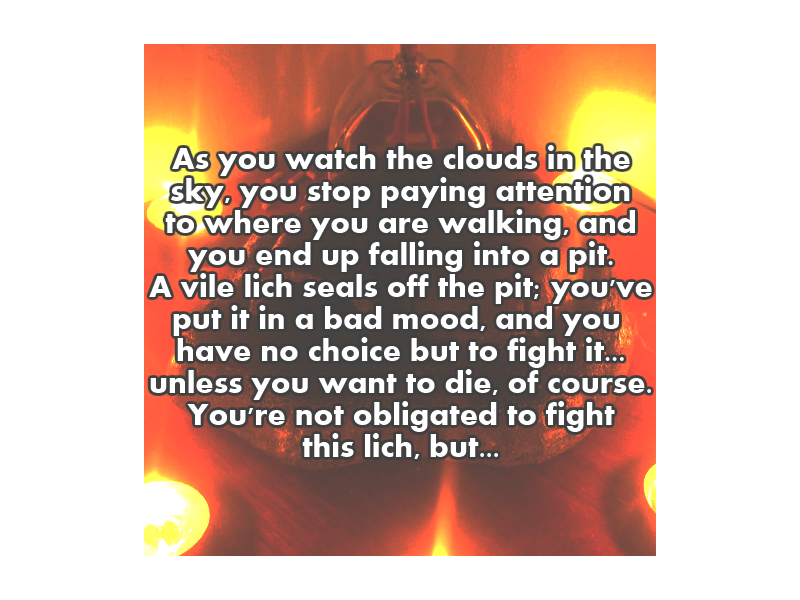 As you watch the clouds in the
sky, you stop paying attention
to where you are walking, and
you end up falling into a pit.
A vile lich seals off the pit; you've
put it in a bad mood, and you
have no choice but to fight it...
unless you want to die, of course.
You're not obligated to fight
this lich, but...